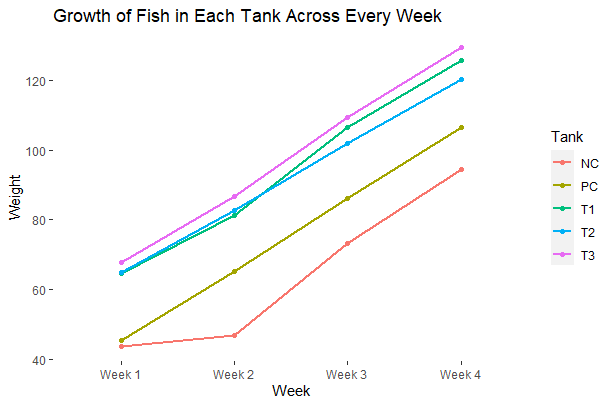 Growth of Fish in Each Tank Across Every Week
Weight
120
100
80
60
40
Week 1 Week 2 Week 3 Week 4
Week
Tank
NC
PC
T1
T2
T3